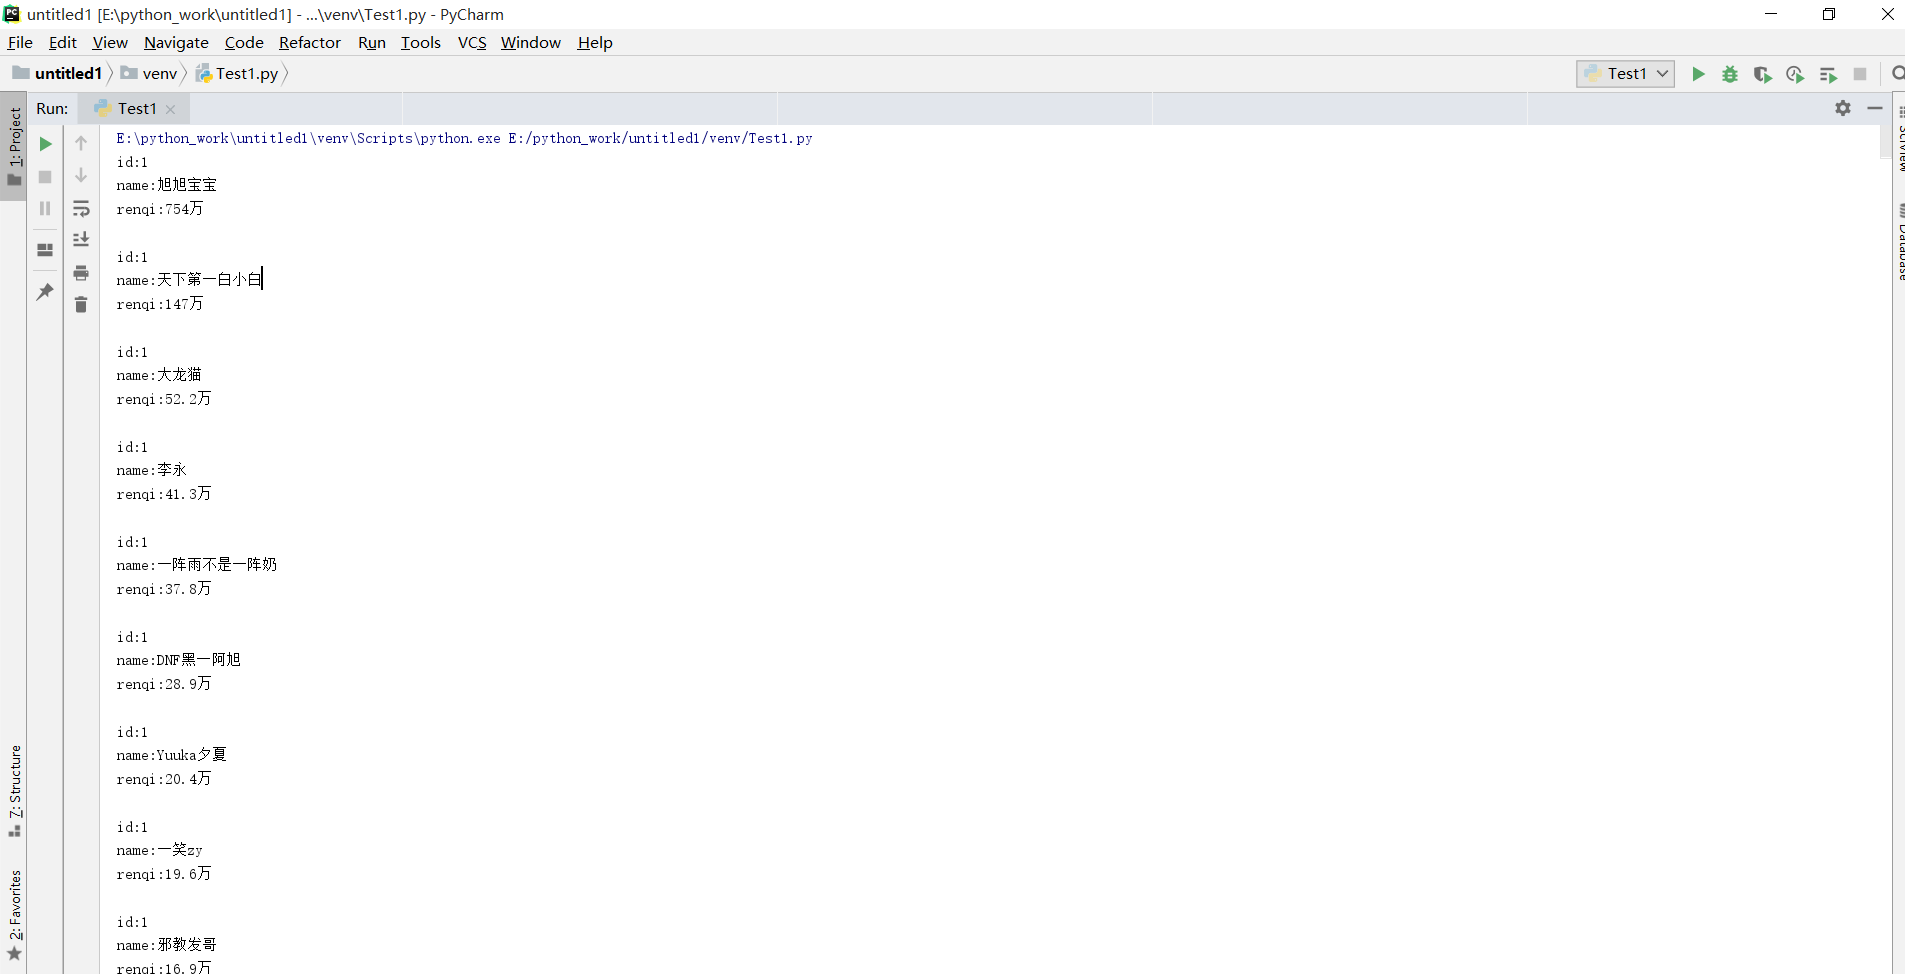 untitled1 [E:\python_work\untitled1] - ...\venv\Test1.py - PyCharm
File Edit View Navigate Code Refactor Run Tools VCS Window Help
untitled1 venv Test1.py Test1
Run: Test1
1: Project
E:\python_work\untitled1\venv\Scripts\python.exe E:/python_work/untitled1/venv/Test1.py
id:1
name:旭旭宝宝
renqi:754万
id:1
name:天下第一白小白
renqi:147万
id:1
name:大龙猫
renqi:52.2万
id:1
name:李永
renqi:41.3万
id:1
name:一阵雨不是一阵奶
renqi:37.8万
id:1
name:DNF黑一阿旭
renqi:28.9万
id:1
name:Yuuka夕夏
renqi:20.4万
id:1
name:一笑zy
renqi:19.6万
id:1
name:邪教发哥
renqi:16.9万
7: Structure
2: Favorites
SciView
Database